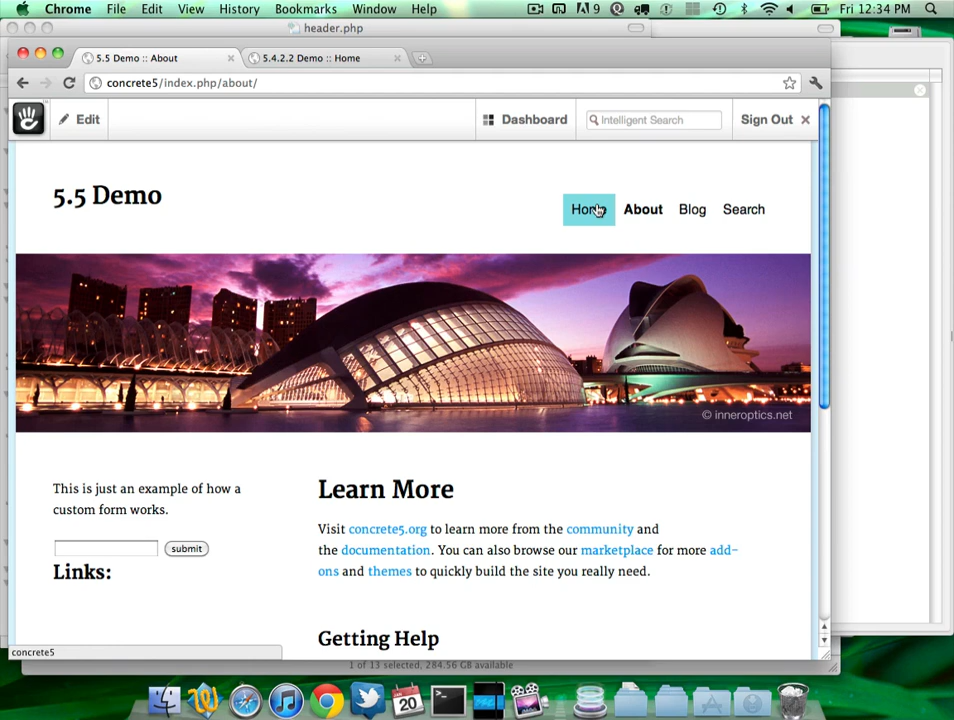 Chrome File Edit View History Bookmarks Window Help 9 Fri 12:34 PM
header.php
5.5 Demo :: About 5.4.2.2 Demo :: Home
concrete5/index.php/about/
Edit Dashboard Intelligent Search Sign Out
5.5 Demo
Home About Blog Search
© inneroptics.net
This is just an example of how a
custom form works.
submit
Links:
Learn More
Visit concrete5.org to learn more from the community and
the documentation. You can also browse our marketplace for more add-
ons and themes to quickly build the site you really need.
Getting Help
concrete5
1 of 13 selected, 284.56 GB available
20